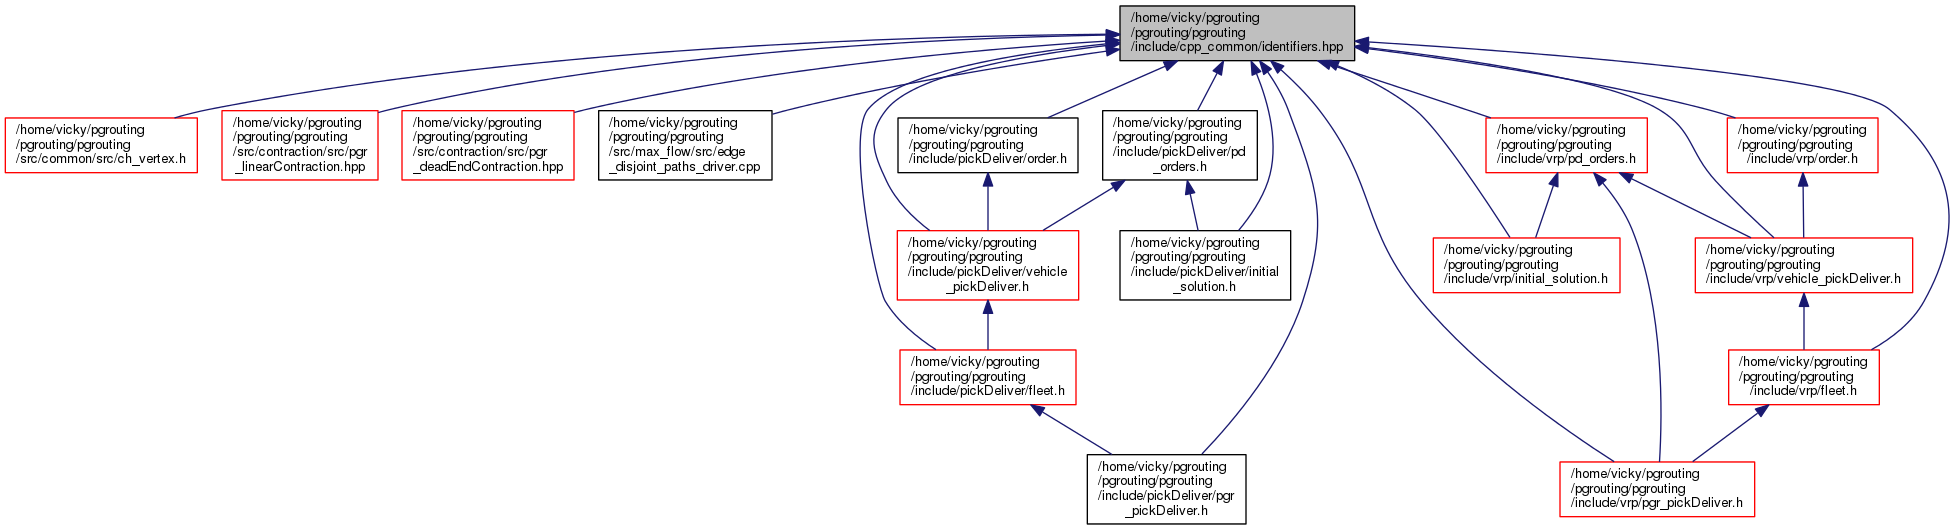 /home/vicky/pgrouting
/pgrouting/pgrouting
/include/cpp_common/identifiers.hpp
/home/vicky/pgrouting
/pgrouting/pgrouting
/src/common/src/ch_vertex.h
/home/vicky/pgrouting
/pgrouting/pgrouting
/src/contraction/src/pgr
_linearContraction.hpp
/home/vicky/pgrouting
/pgrouting/pgrouting
/src/contraction/src/pgr
_deadEndContraction.hpp
/home/vicky/pgrouting
/pgrouting/pgrouting
/src/max_flow/src/edge
_disjoint_paths_driver.cpp
/home/vicky/pgrouting
/pgrouting/pgrouting
/include/pickDeliver/order.h
/home/vicky/pgrouting
/pgrouting/pgrouting
/include/pickDeliver/pd
_orders.h
/home/vicky/pgrouting
/pgrouting/pgrouting
/include/vrp/pd_orders.h
/home/vicky/pgrouting
/pgrouting/pgrouting
/include/vrp/order.h
/home/vicky/pgrouting
/pgrouting/pgrouting
/include/pickDeliver/vehicle
_pickDeliver.h
/home/vicky/pgrouting
/pgrouting/pgrouting
/include/pickDeliver/initial
_solution.h
/home/vicky/pgrouting
/pgrouting/pgrouting
/include/vrp/initial_solution.h
/home/vicky/pgrouting
/pgrouting/pgrouting
/include/vrp/vehicle_pickDeliver.h
/home/vicky/pgrouting
/pgrouting/pgrouting
/include/pickDeliver/fleet.h
/home/vicky/pgrouting
/pgrouting/pgrouting
/include/vrp/fleet.h
/home/vicky/pgrouting
/pgrouting/pgrouting
/include/pickDeliver/pgr
_pickDeliver.h
/home/vicky/pgrouting
/pgrouting/pgrouting
/include/vrp/pgr_pickDeliver.h